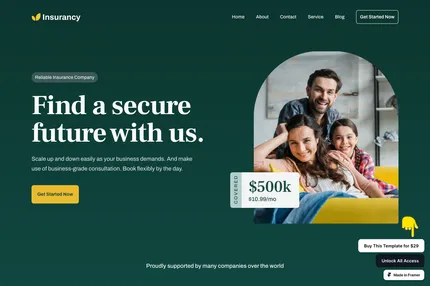 Insurancy
Home About Contact Service Blog Get Started Now
Reliable Insurance Company
Find a secure
future with us.
Scale up and down easily as your business demands. And make
use of business-grade consultation. Book flexibly by the day.
Get Started Now
COVERED
$500k
$10.99/mo
Buy This Template for $29
Unlock All Access
Made in Framer
Proudly supported by many companies over the world